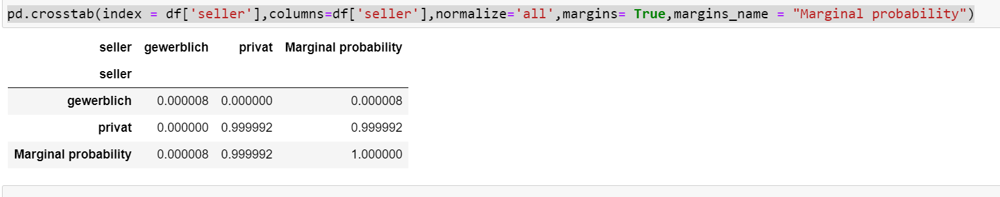 pd.crosstab(index = df['seller'],columns=df['seller'],normalize='all',margins= True,margins_name = "Marginal probability")
seller gewerblich privat Marginal probability
seller
gewerblich 0.000008 0.000000 0.000008
privat 0.000000 0.999992 0.999992
Marginal probability 0.000008 0.999992 1.000000